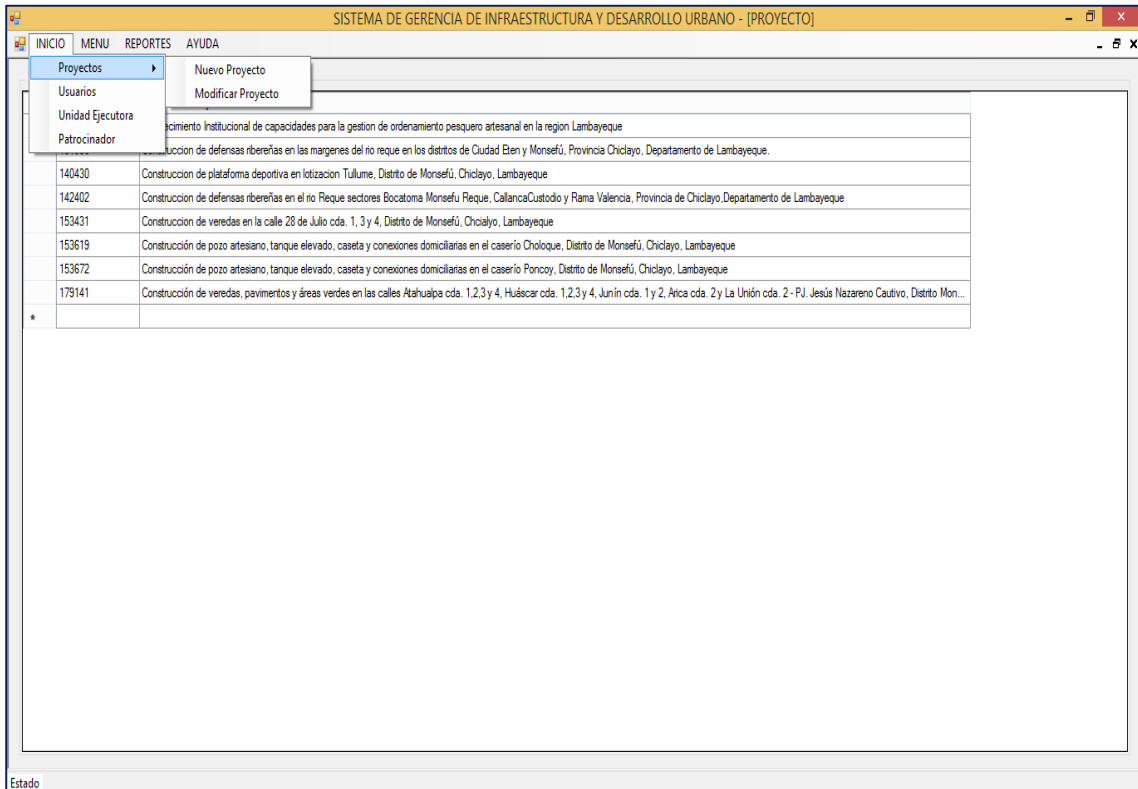 SISTEMA DE GERENCIA DE INFRAESTRUCTURA Y DESARROLLO URBANO - [PROYECTO]
INICIO MENU REPORTES AYUDA
Proyectos Nuevo Proyecto
Usuarios Modificar Proyecto
Unidad Ejecutora
Patrocinador
ecimiento Institucional de capacidades para la gestion de ordenamiento pesquero artesanal en la region Lambayeque
uccion de defensas ribereñas en las margenes del rio reque en los distritos de Ciudad Eten y Monsefú, Provincia Chiclayo, Departamento de Lambayeque.
140430 Construccion de plataforma deportiva en lotizacion Tullume, Distrito de Monsefú, Chiclayo, Lambayeque
142402 Construccion de defensas ribereñas en el rio Reque sectores Bocatoma Monsefu Reque, CallancaCustodio y Rama Valencia, Provincia de Chiclayo,Departamento de Lambayeque
153431 Construccion de veredas en la calle 28 de Julio cda. 1, 3 y 4, Distrito de Monsefú, Chcialyo, Lambayeque
153619 Construcción de pozo artesiano, tanque elevado, caseta y conexiones domiciliarias en el caserío Choloque, Distrito de Monsefú, Chiclayo, Lambayeque
153672 Construcción de pozo artesiano, tanque elevado, caseta y conexiones domiciliarias en el caserío Poncoy, Distrito de Monsefú, Chiclayo, Lambayeque
179141 Construcción de veredas, pavimentos y áreas verdes en las calles Atahualpa cda. 1,2,3 y 4, Huáscar cda. 1,2,3 y 4, Junín cda. 1 y 2, Arica cda. 2 y La Unión cda. 2 - PJ. Jesús Nazareno Cautivo, Distrito Mon...
*
Estado